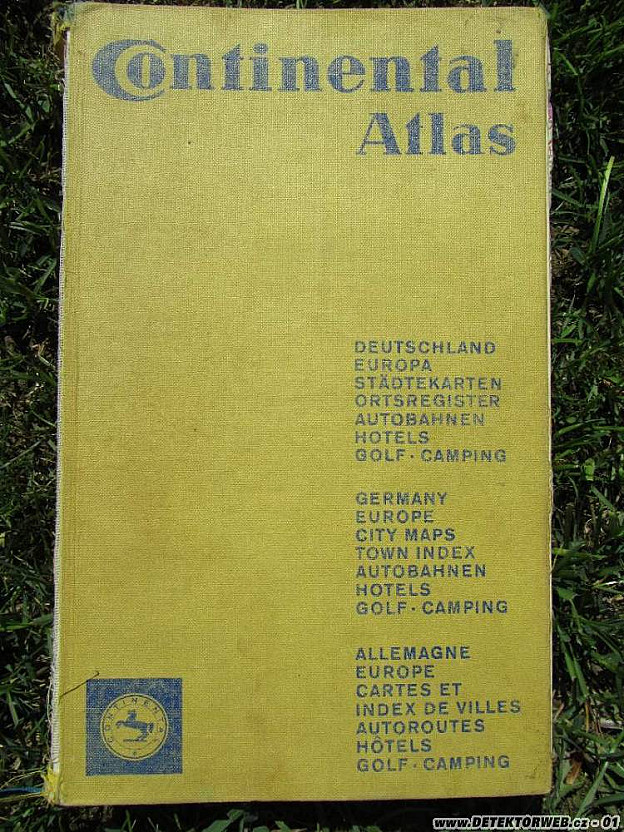 Continental
Atlas
DEUTSCHLAND
EUROPA
STÄDTEKARTEN
ORTSREGISTER
AUTOBAHNEN
HOTELS
GOLF · CAMPING
GERMANY
EUROPE
CITY MAPS
TOWN INDEX
AUTOBAHNEN
HOTELS
GOLF · CAMPING
ALLEMAGNE
EUROPE
CARTES ET
INDEX DE VILLES
AUTOROUTES
HÔTELS
GOLF · CAMPING
CONTINENTAL
www.DETEKTORWEB.cz - 01